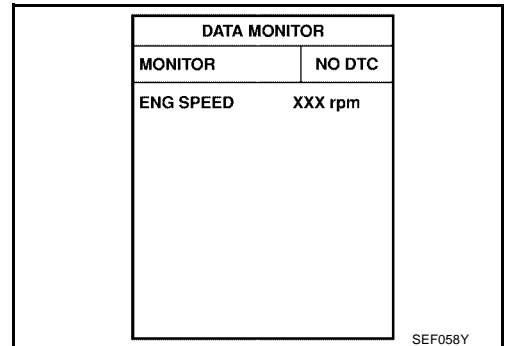 DATA MONITOR
MONITOR NO DTC
ENG SPEED XXX rpm
SEF058Y